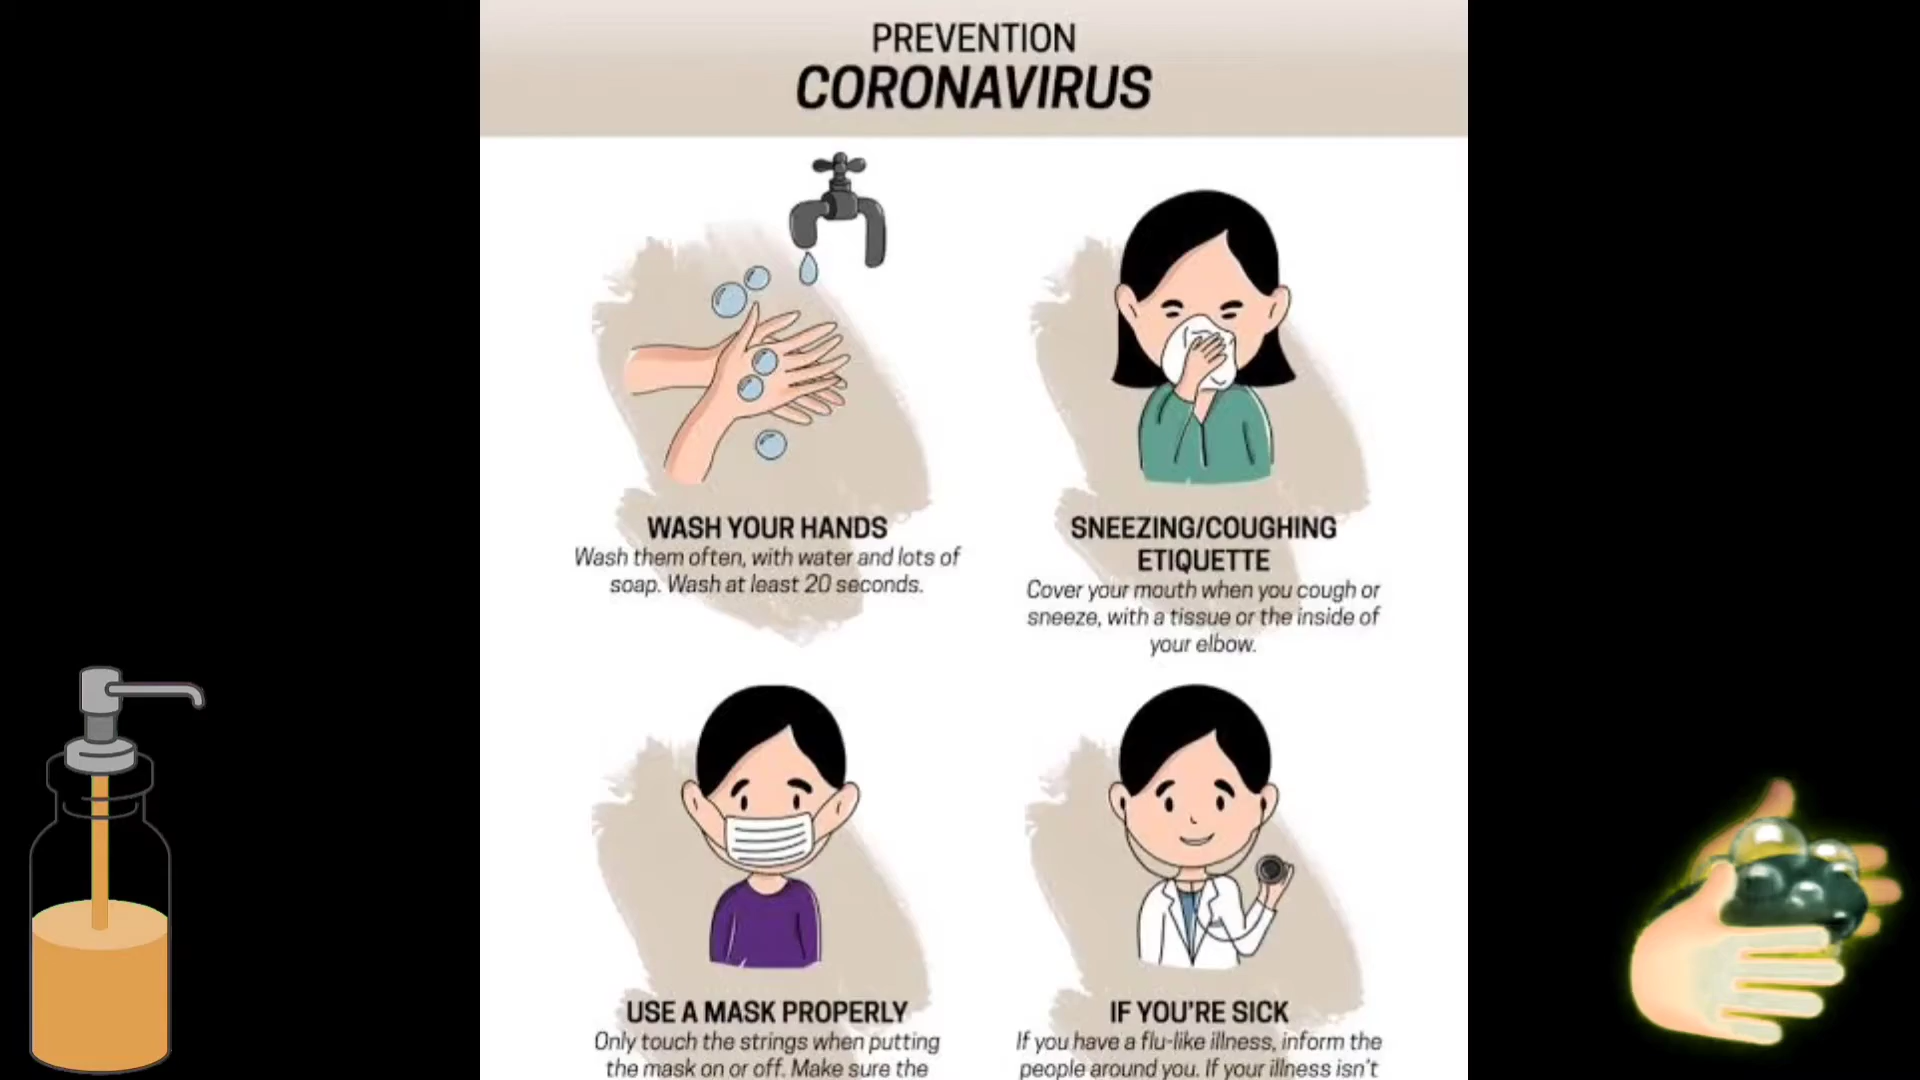 PREVENTION
CORONAVIRUS
WASH YOUR HANDS
Wash them often, with water and lots of
soap. Wash at least 20 seconds.
SNEEZING/COUGHING
ETIQUETTE
Cover your mouth when you cough or
sneeze, with a tissue or the inside of
your elbow.
USE A MASK PROPERLY
Only touch the strings when putting
the mask on or off. Make sure the
IF YOU'RE SICK
If you have a flu-like illness, inform the
people around you. If your illness isn't